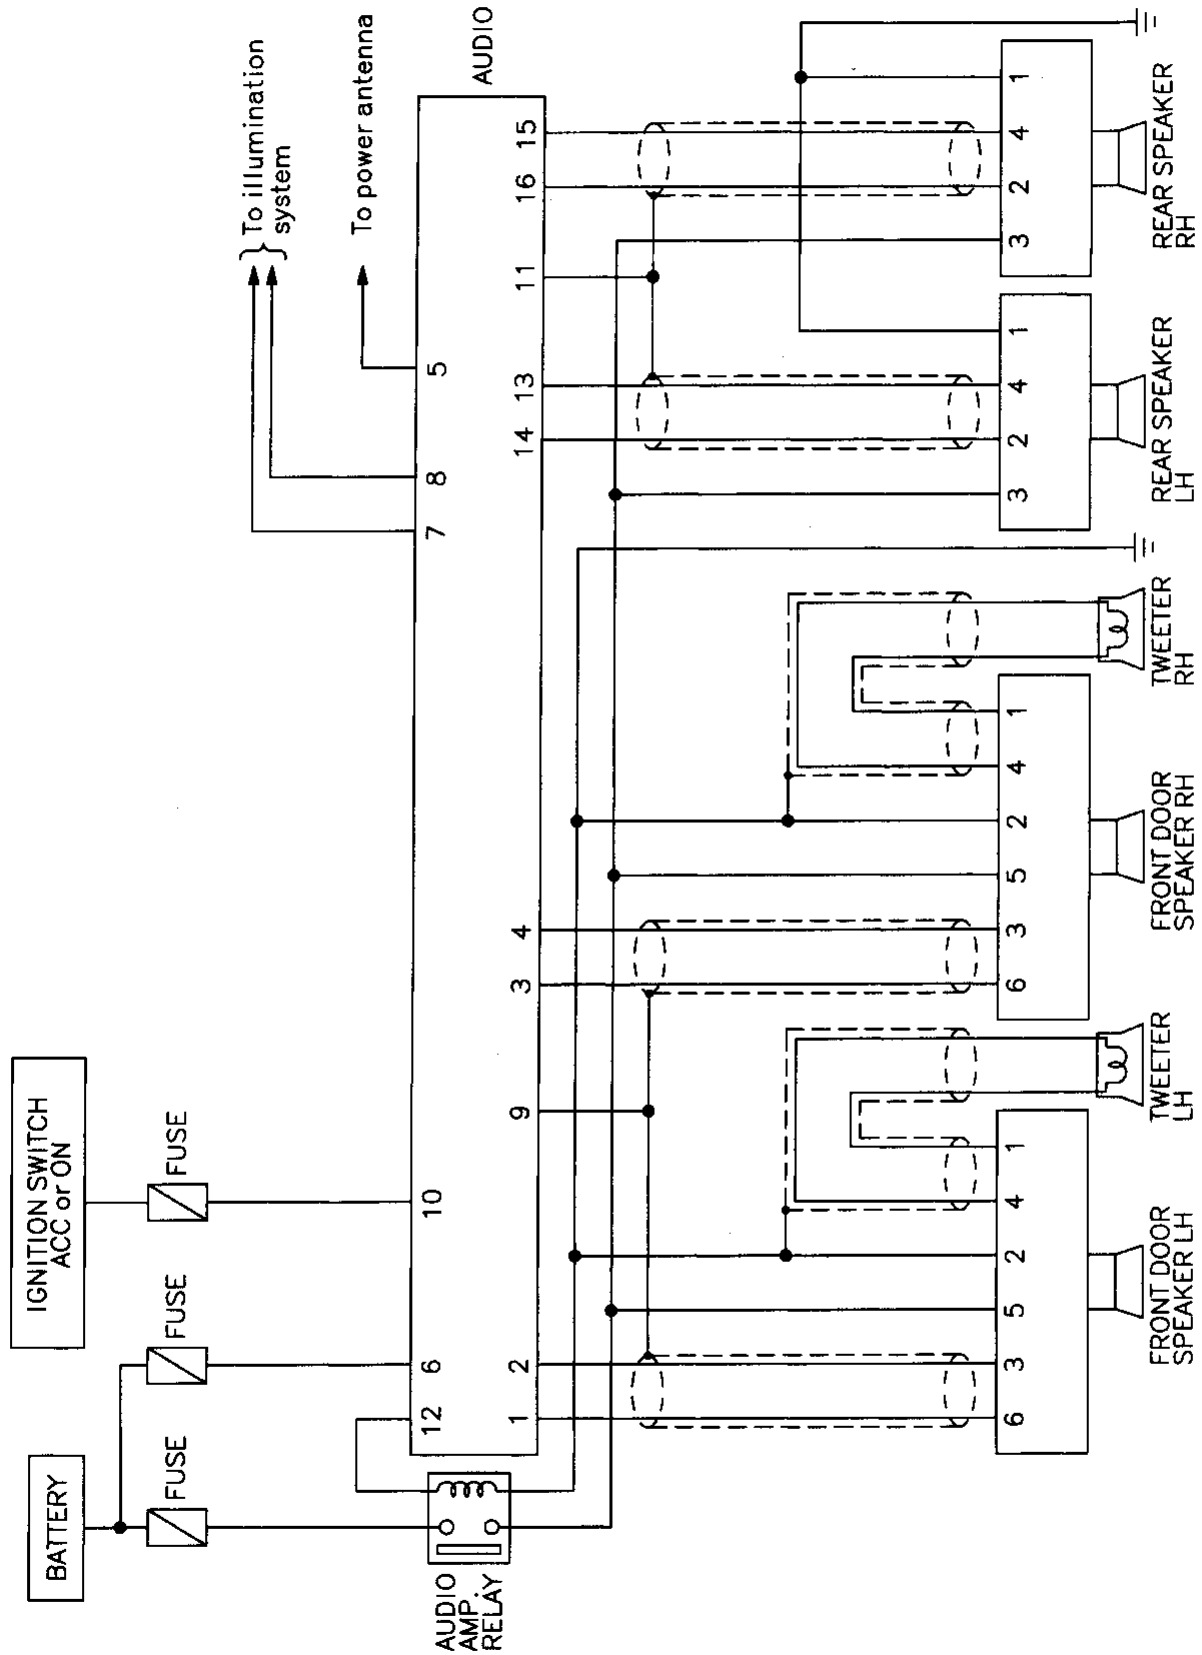 IGNITION SWITCH
ACC or ON
BATTERY
FUSE
FUSE
FUSE
To illumination
system
To power antenna
12 6 10 7 8 5
AUDIO
AMP.
RELAY
AUDIO
1 2 9 3 4 14 13 11 16 15
6 3 5 2 4 1
6 3 5 2 4 1
3 2 4 1
3 2 4 1
FRONT DOOR
SPEAKER LH
TWEETER
LH
FRONT DOOR
SPEAKER RH
TWEETER
RH
REAR SPEAKER
LH
REAR SPEAKER
RH